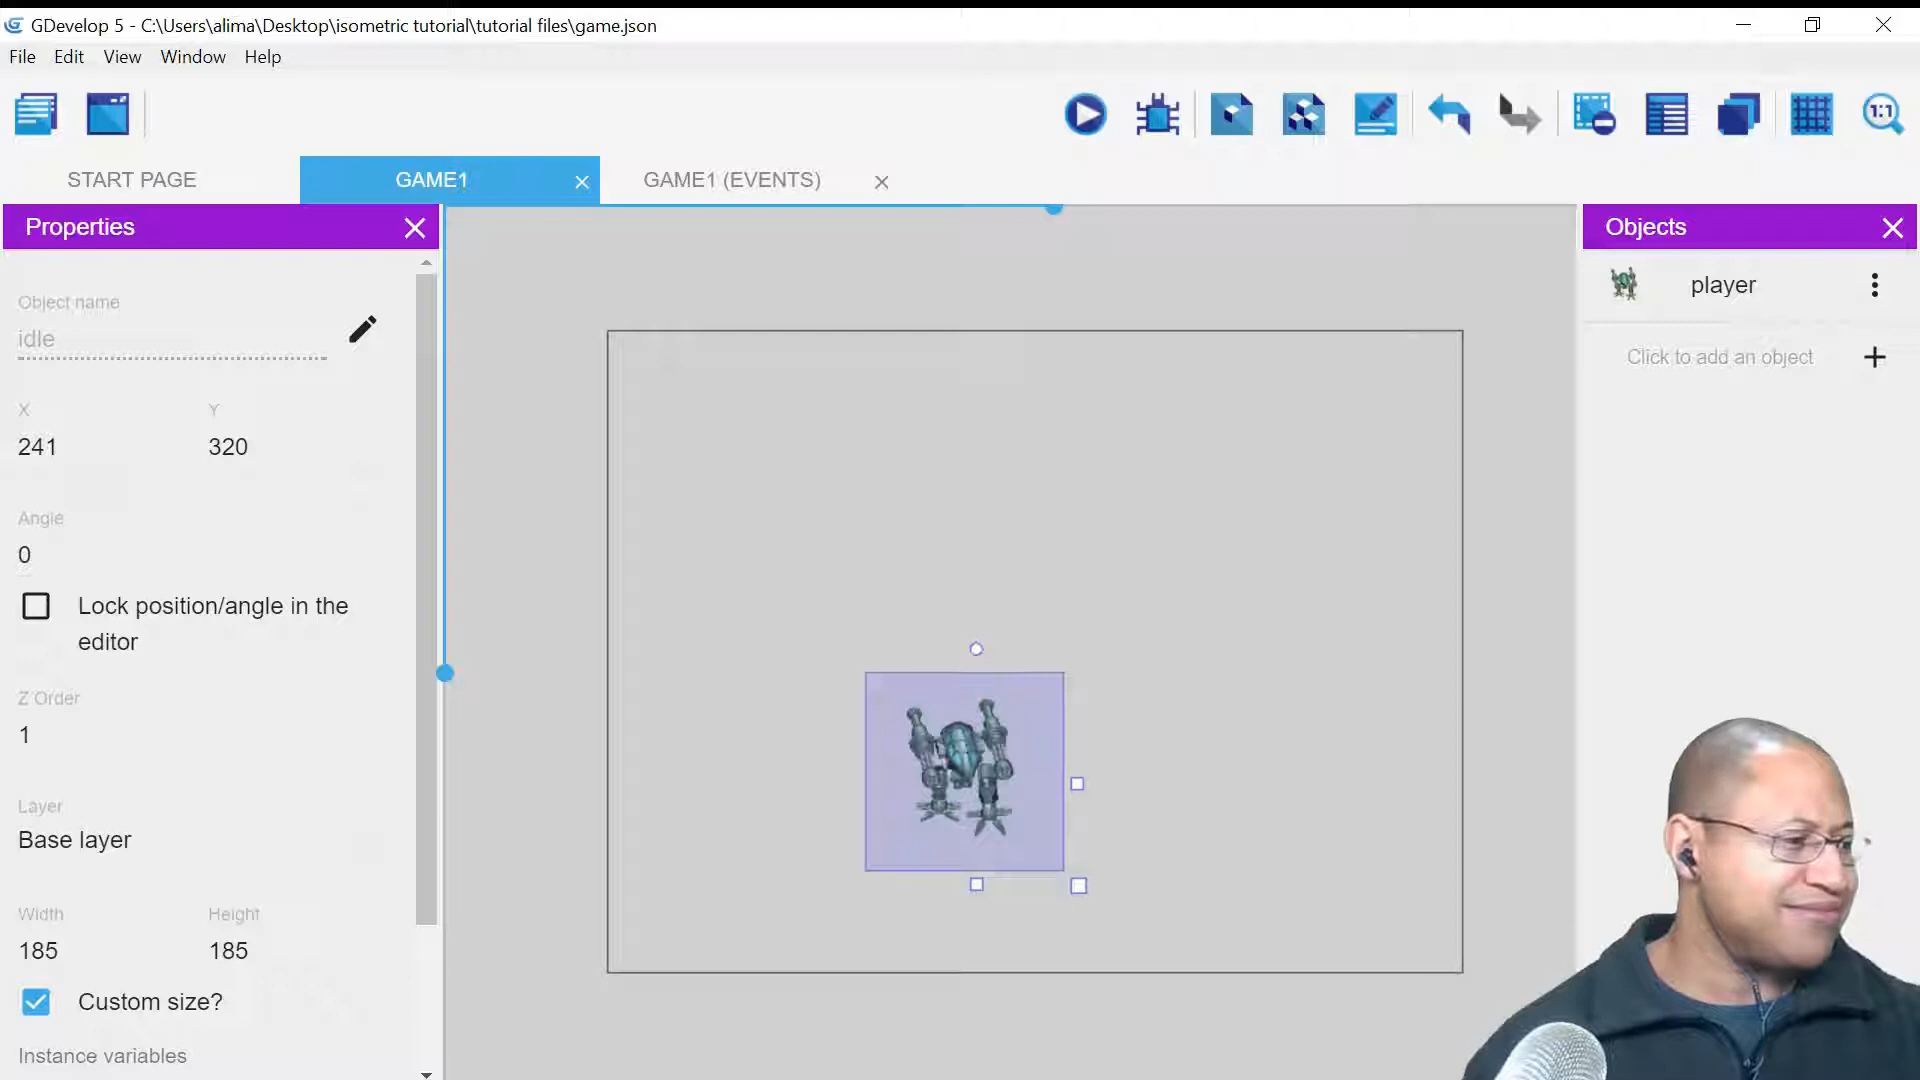 GDevelop 5 - C:\Users\alima\Desktop\isometric tutorial\tutorial files\game.json
File Edit View Window Help
1:1
START PAGE GAME1 GAME1 (EVENTS)
Properties
Objects
Object name
idle
player
Click to add an object
X Y
241 320
Angle
0
Lock position/angle in the
editor
Z Order
1
Layer
Base layer
Width Height
185 185
Custom size?
Instance variables